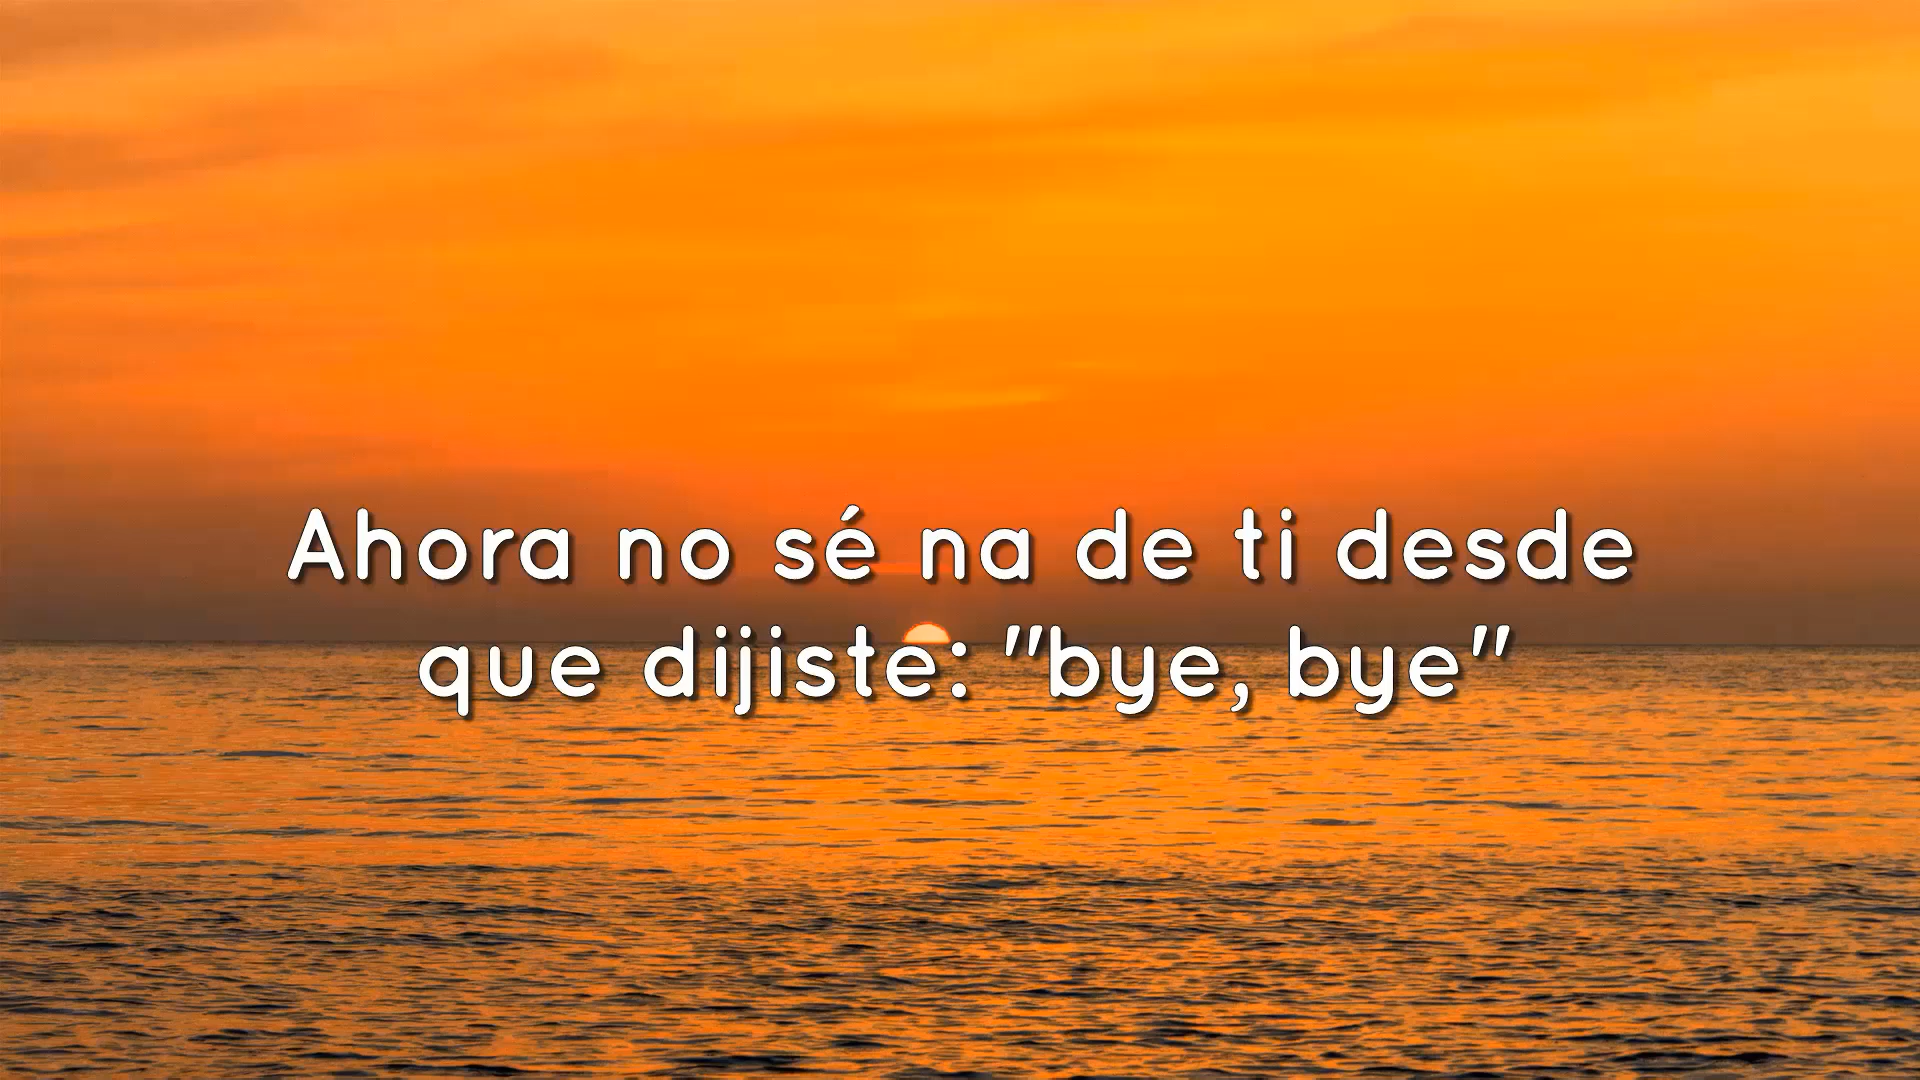 Ahora no sé na de ti desde
que dijiste: "bye, bye"